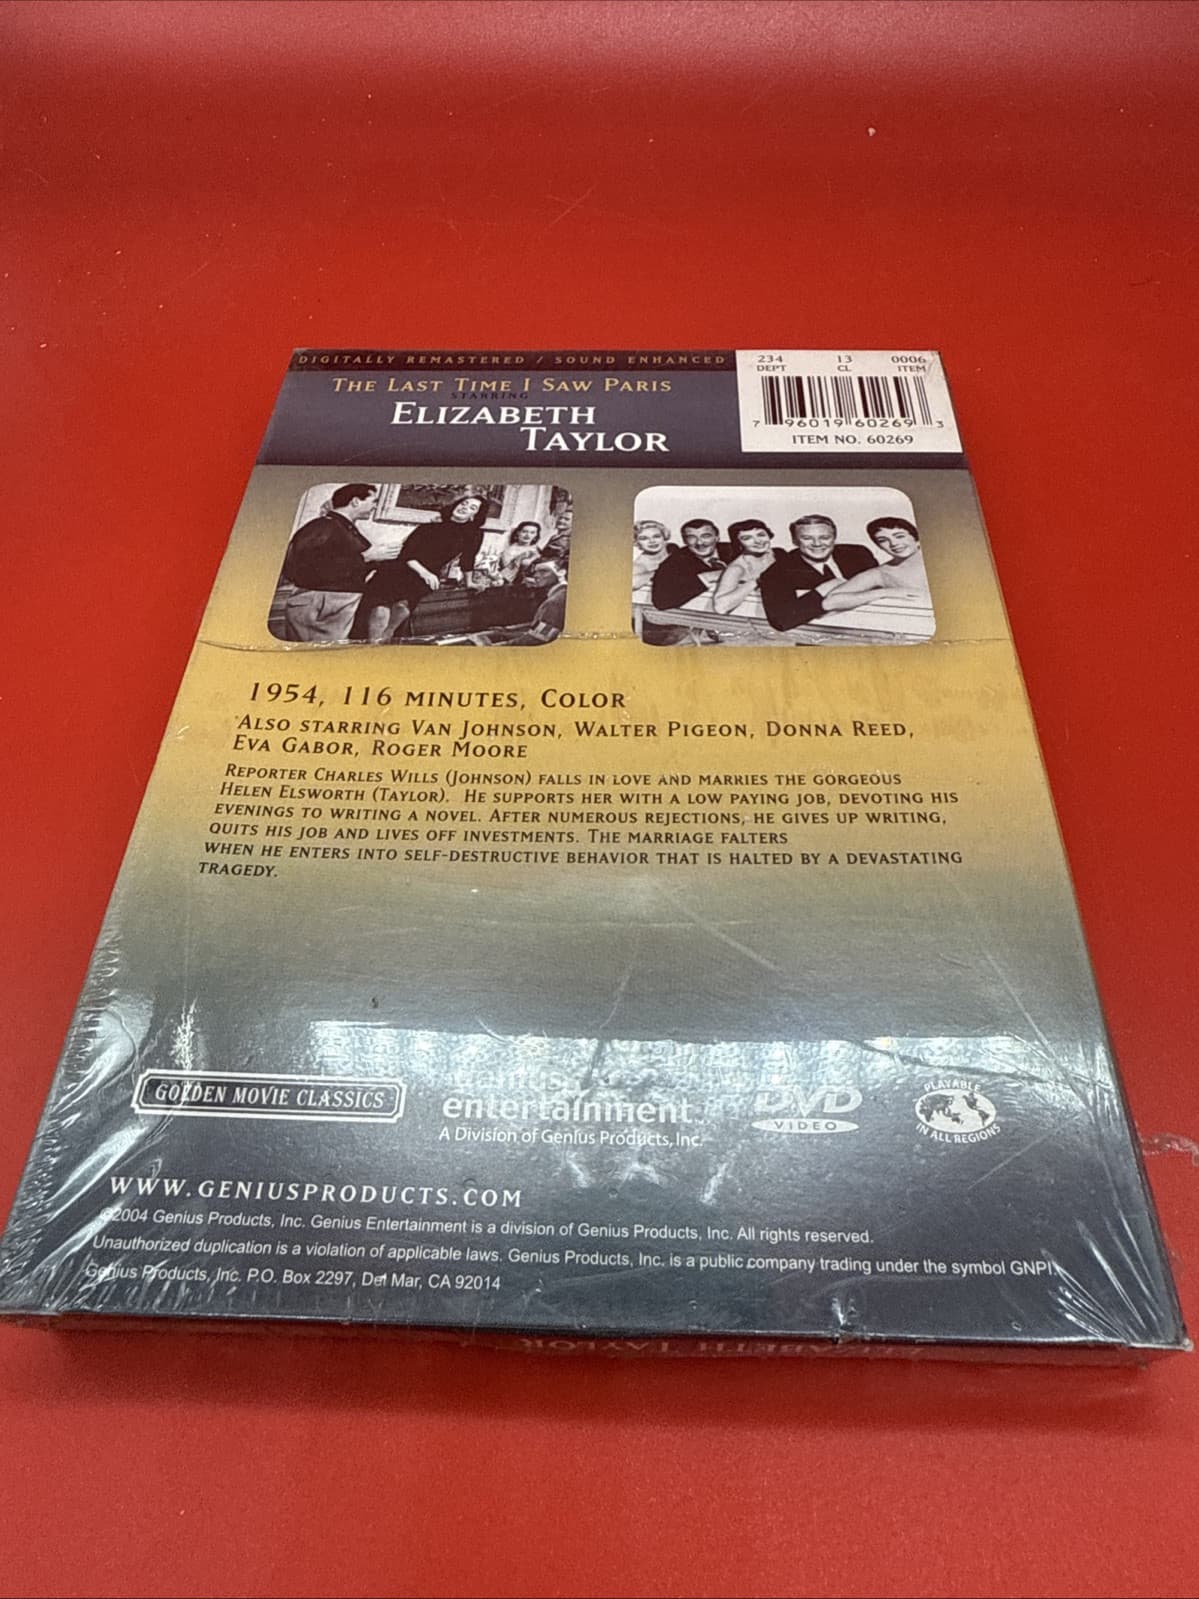 DIGITALLY REMASTERED / SOUND ENHANCED
THE LAST TIME I SAW PARIS
STARRING
ELIZABETH
TAYLOR
234 13 0006
DEPT CL ITEM
7 96019 60269 3
ITEM NO. 60269
1954, 116 MINUTES, COLOR
ALSO STARRING VAN JOHNSON, WALTER PIGEON, DONNA REED,
EVA GABOR, ROGER MOORE
REPORTER CHARLES WILLS (JOHNSON) FALLS IN LOVE AND MARRIES THE GORGEOUS
HELEN ELSWORTH (TAYLOR). HE SUPPORTS HER WITH A LOW PAYING JOB, DEVOTING HIS
EVENINGS TO WRITING A NOVEL. AFTER NUMEROUS REJECTIONS, HE GIVES UP WRITING,
QUITS HIS JOB AND LIVES OFF INVESTMENTS. THE MARRIAGE FALTERS
WHEN HE ENTERS INTO SELF-DESTRUCTIVE BEHAVIOR THAT IS HALTED BY A DEVASTATING
TRAGEDY.
GOLDEN MOVIE CLASSICS
genius
entertainment
A Division of Genius Products, Inc.
DVD
VIDEO
PLAYABLE
IN ALL REGIONS
WWW.GENIUSPRODUCTS.COM
©2004 Genius Products, Inc. Genius Entertainment is a division of Genius Products, Inc. All rights reserved.
Unauthorized duplication is a violation of applicable laws. Genius Products, Inc. is a public company trading under the symbol GNPI.
Genius Products, Inc. P.O. Box 2297, Del Mar, CA 92014
ELIZABETH TAYLOR